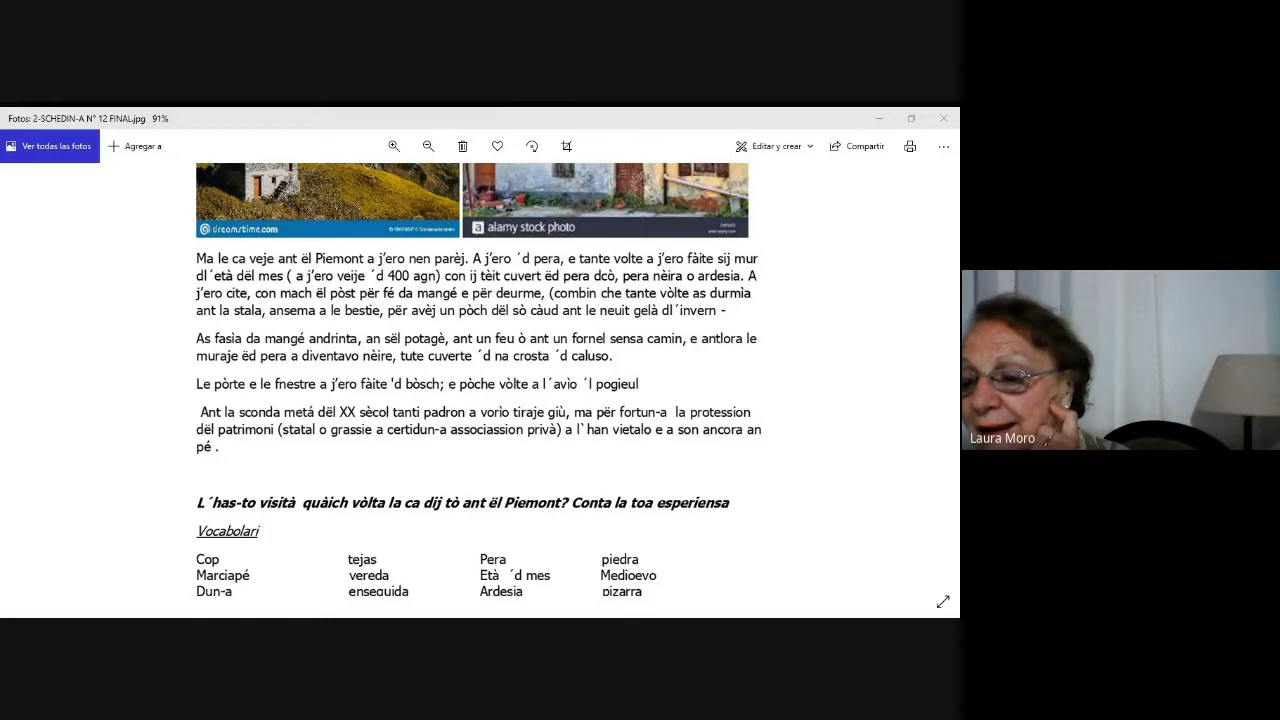 Fotos: 2-SCHEDIN-A N° 12 FINAL.jpg 91%
Ver todas las fotos
Agregar a
Editar y crear
Compartir
dreamstime.com
a alamy stock photo
Ma le ca veje ant ël Piemont a j’ero nen parèj. A j’ero ´d pera, e tante volte a j’ero fàite sij mur
dl´età dël mes ( a j’ero veije ´d 400 agn) con ij tèit cuvert ëd pera dcò, pera nèira o ardesia. A
j’ero cite, con mach ël pòst për fé da mangé e për deurme, (combin che tante vòlte as durmìa
ant la stala, ansema a le bestie, për avèj un pòch dël sò càud ant le neuit gelà dl´invern -
As fasìa da mangé andrinta, an sël potagè, ant un feu ò ant un fornel sensa camin, e antlora le
muraje ëd pera a diventavo nèire, tute cuverte ´d na crosta ´d caluso.
Le pòrte e le fnestre a j’ero fàite 'd bòsch; e pòche vòlte a l´avìo ´l pogieul
Ant la sconda metá dël XX sècol tanti padron a vorìo tiraje giù, ma për fortun-a la protession
dël patrimoni (statal o grassie a certidun-a associassion privà) a l`han vietalo e a son ancora an
pé .
L´has-to visità quàich vòlta la ca dij tò ant ël Piemont? Conta la toa esperiensa
Vocabolari
Cop tejas Pera piedra
Marciapé vereda Età ´d mes Medioevo
Dun-a enseguida Ardesia pizarra
Laura Moro